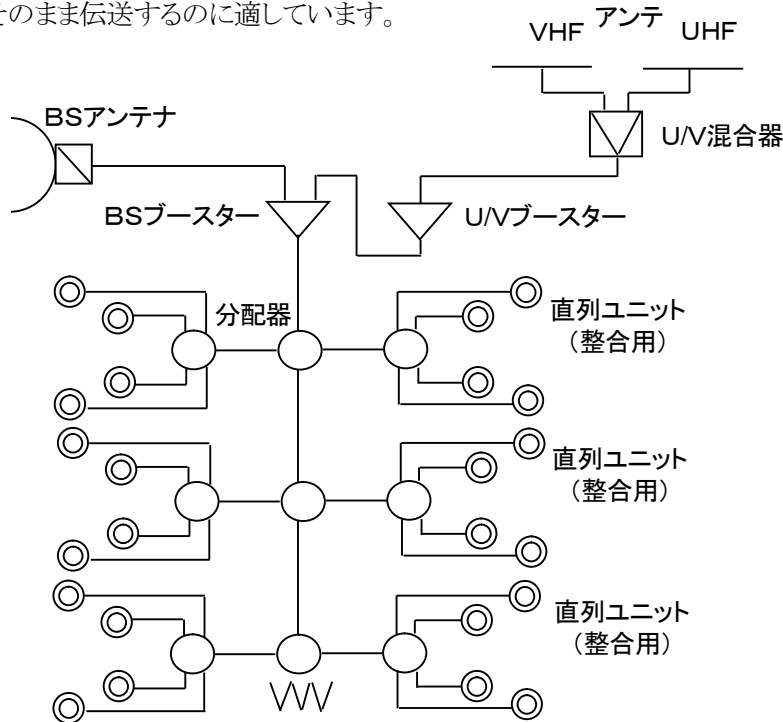 そのまま伝送するのに適しています。
VHF アンテ UHF
BSアンテナ
U/V混合器
BSブースター
U/Vブースター
分配器
直列ユニット
（整合用）
直列ユニット
（整合用）
直列ユニット
（整合用）